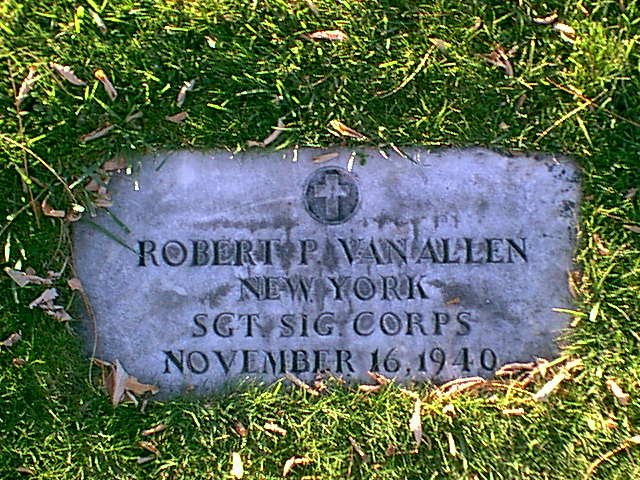 ROBERT P. VAN ALLEN
NEW YORK
SGT SIG. CORPS
NOVEMBER 16, 1940